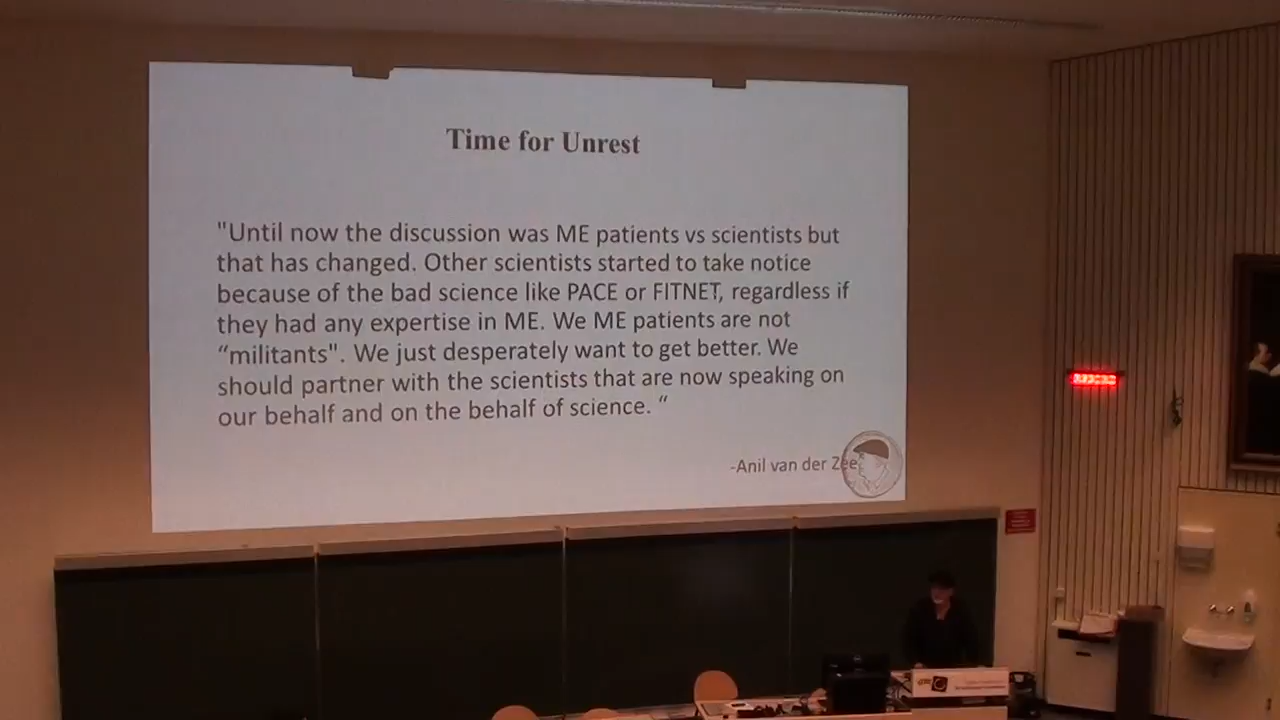 Time for Unrest
"Until now the discussion was ME patients vs scientists but
that has changed. Other scientists started to take notice
because of the bad science like PACE or FITNET, regardless if
they had any expertise in ME. We ME patients are not
“militants". We just desperately want to get better. We
should partner with the scientists that are now speaking on
our behalf and on the behalf of science. “
-Anil van der Zee